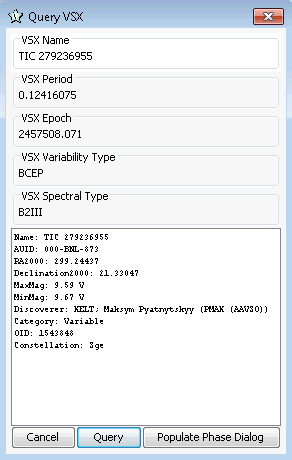 Query VSX
VSX Name
TIC 279236955
VSX Period
0.12416075
VSX Epoch
2457508.071
VSX Variability Type
BCEP
VSX Spectral Type
B2III
Name: TIC 279236955
AUID: 000-BNL-873
RA2000: 299.24437
Declination2000: 21.33047
MaxMag: 9.59 V
MinMag: 9.67 V
Discoverer: KELT; Maksym Pyatnytskyy (PMAK (AAVSO))
Category: Variable
OID: 1543848
Constellation: Sge
Cancel Query Populate Phase Dialog